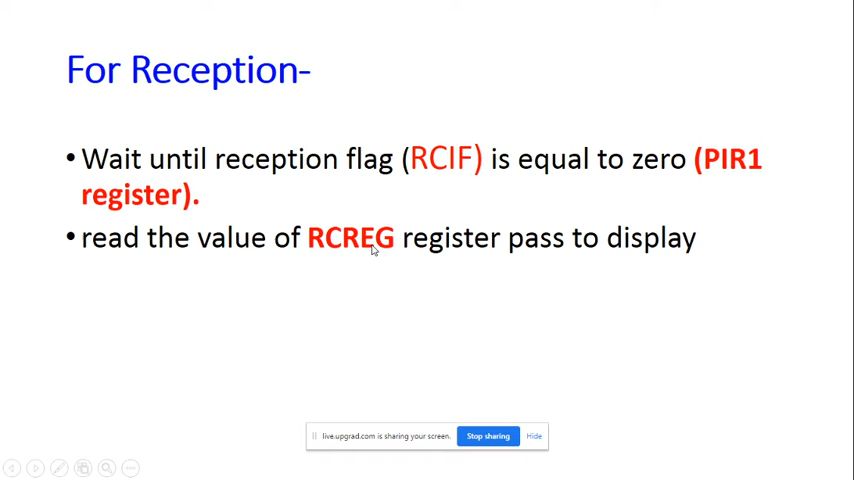 For Reception-
• Wait until reception flag (RCIF) is equal to zero (PIR1
register).
• read the value of RCREG register pass to display
live.upgrad.com is sharing your screen. Stop sharing Hide